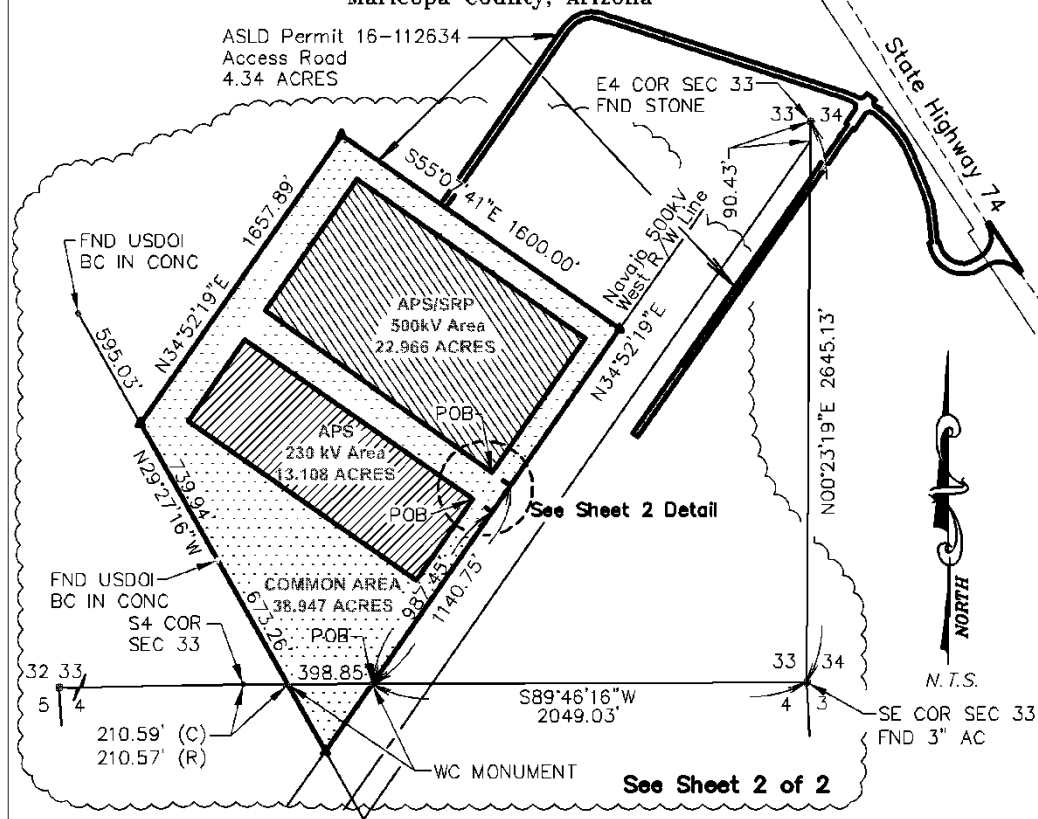 Maricopa County, Arizona
ASLD Permit 16-112634
Access Road
4.34 ACRES
E4 COR SEC 33
FND STONE
State Highway 74
33 34
S55°07'41"E 1600.00'
1657.89'
N34°52'19"E
90.43'
Navajo 500kV
West R/W Line
N34°52'19"E
FND USDOI
BC IN CONC
595.03'
APS/SRP
500kV Area
22.966 ACRES
N00°23'19"E 2645.13'
POB
APS
230 kV Area
13.108 ACRES
POB
See Sheet 2 Detail
739.94'
N29°27'16"W
987.45'
1140.75'
FND USDOI
BC IN CONC
COMMON AREA
38.947 ACRES
673.26'
S4 COR
SEC 33
POB
398.85'
NORTH
N.T.S.
32 33
5 4
33 34
4 3
S89°46'16"W
2049.03'
SE COR SEC 33
FND 3" AC
210.59' (C)
210.57' (R)
WC MONUMENT
See Sheet 2 of 2